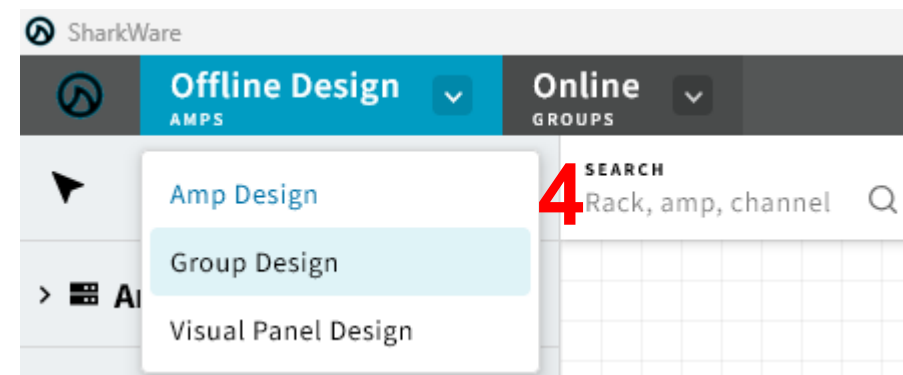 SharkWare
Offline Design
AMPS
Online
GROUPS
Amp Design
Group Design
Visual Panel Design
4
SEARCH
Rack, amp, channel